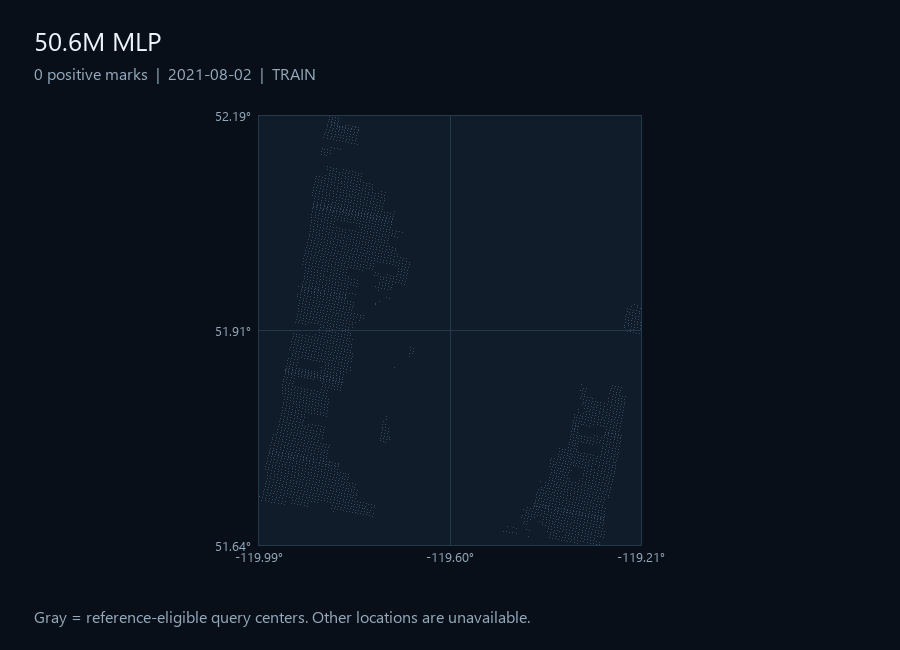 50.6M MLP
0 positive marks | 2021-08-02 | TRAIN
52.19°
51.91°
51.64°
-119.99°
-119.60°
-119.21°
Gray = reference-eligible query centers. Other locations are unavailable.